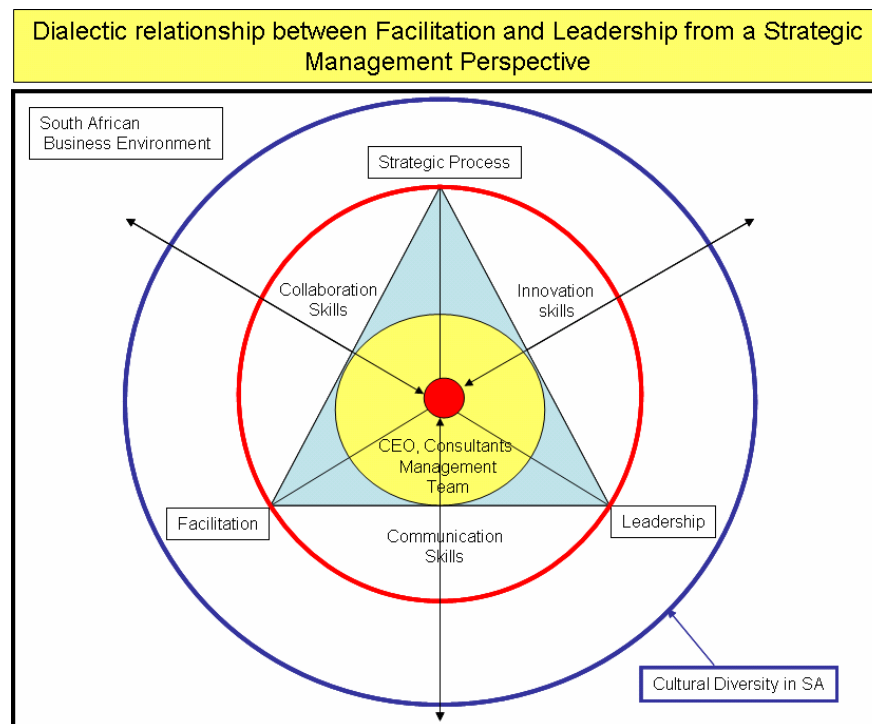 Dialectic relationship between Facilitation and Leadership from a Strategic
Management Perspective
South African
Business Environment
Strategic Process
Collaboration
Skills
Innovation
skills
CEO, Consultants
Management
Team
Facilitation
Leadership
Communication
Skills
Cultural Diversity in SA